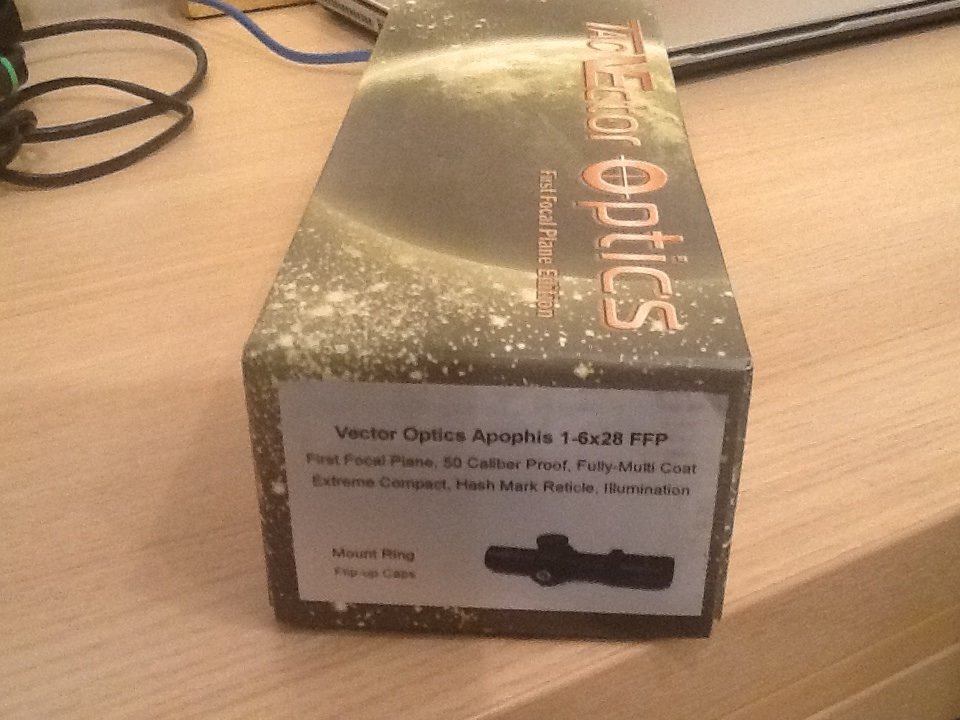 TAC Vector Optics
First Focal Plane Edition
Vector Optics Apophis 1-6x28 FFP
First Focal Plane, 50 Caliber Proof, Fully-Multi Coat
Extreme Compact, Hash Mark Reticle, Illumination
Mount Ring
Flip-up Caps